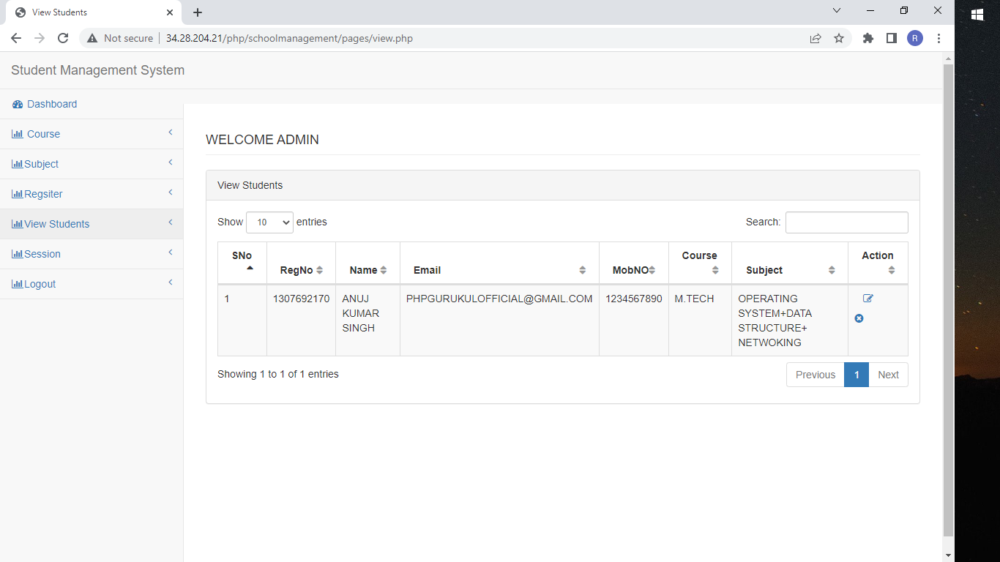 View Students
Not secure 34.28.204.21/php/schoolmanagement/pages/view.php
R
Student Management System
Dashboard
Course
Subject
Regsiter
View Students
Session
Logout
WELCOME ADMIN
View Students
Show 10 entries
Search:
SNo RegNo Name Email MobNO Course Subject Action
1 1307692170 ANUJ KUMAR SINGH PHPGURUKULOFFICIAL@GMAIL.COM 1234567890 M.TECH OPERATING SYSTEM+DATA STRUCTURE+ NETWOKING
Showing 1 to 1 of 1 entries
Previous 1 Next